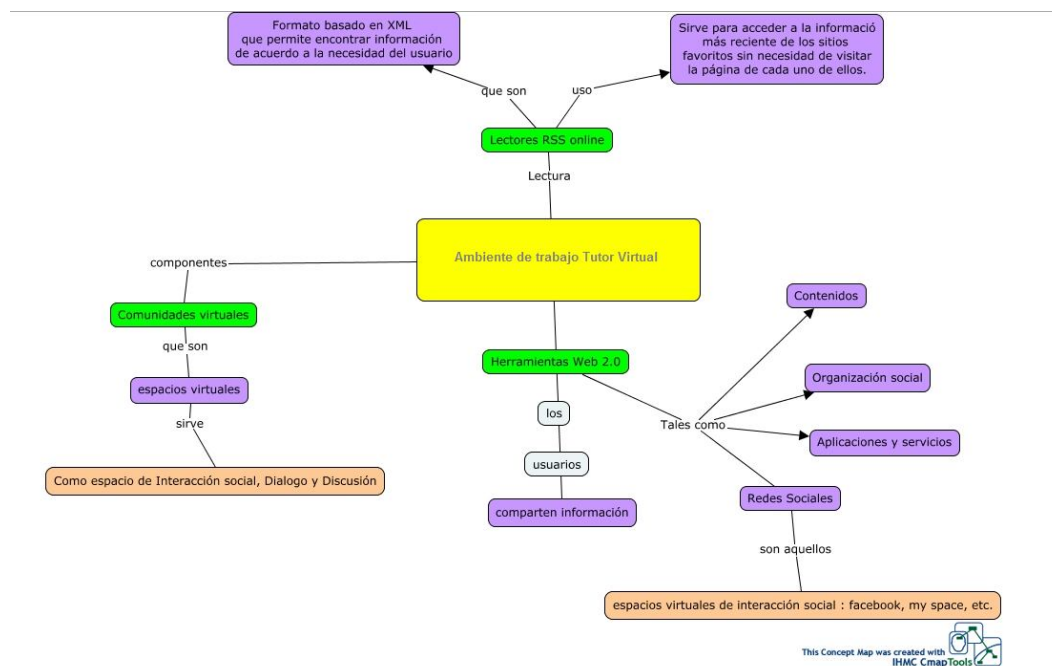 Formato basado en XML
que permite encontrar información
de acuerdo a la necesidad del usuario
Sirve para acceder a la informació
más reciente de los sitios
favoritos sin necesidad de visitar
la página de cada uno de ellos.
que son
uso
Lectores RSS online
Lectura
Ambiente de trabajo Tutor Virtual
componentes
Comunidades virtuales
que son
espacios virtuales
sirve
Como espacio de Interacción social, Dialogo y Discusión
Herramientas Web 2.0
los
usuarios
comparten información
Tales como
Contenidos
Organización social
Aplicaciones y servicios
Redes Sociales
son aquellos
espacios virtuales de interacción social : facebook, my space, etc.
This Concept Map was created with
IHMC CmapTools